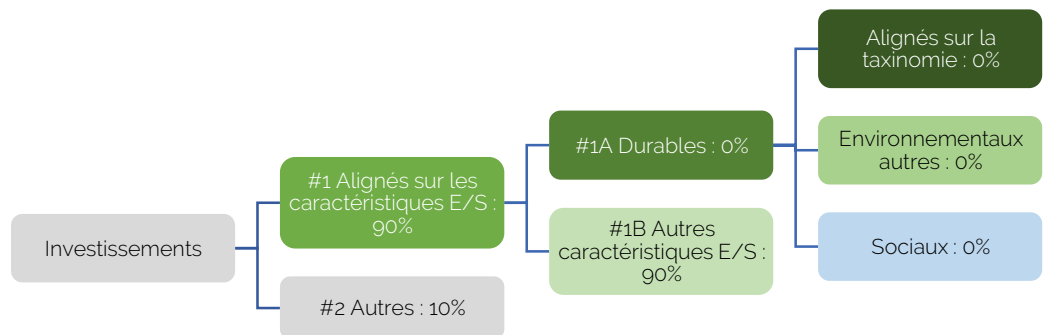 Investissements
#1 Alignés sur les
caractéristiques E/S :
90%
#2 Autres : 10%
#1A Durables : 0%
#1B Autres
caractéristiques E/S :
90%
Alignés sur la
taxinomie : 0%
Environnementaux
autres : 0%
Sociaux : 0%